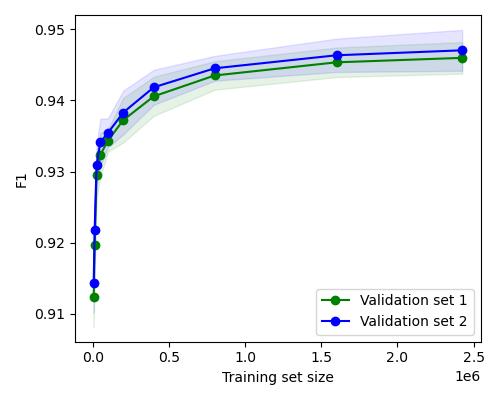 0.95
0.94
0.93
0.92
0.91
F1
Validation set 1
Validation set 2
0.0 0.5 1.0 1.5 2.0 2.5
1e6
Training set size